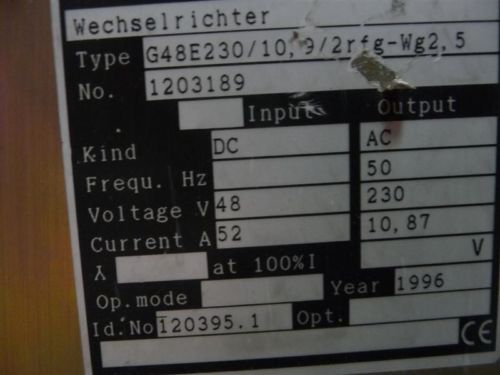 Wechselrichter
Type G48E230/10,9/2rfg-Wg2,5
No. 1203189
Input Output
Kind DC AC
Frequ. Hz 50
Voltage V 48 230
Current A 52 10,87
λ at 100%I V
Op.mode Year 1996
Id.No 120395.1 Opt.
CE